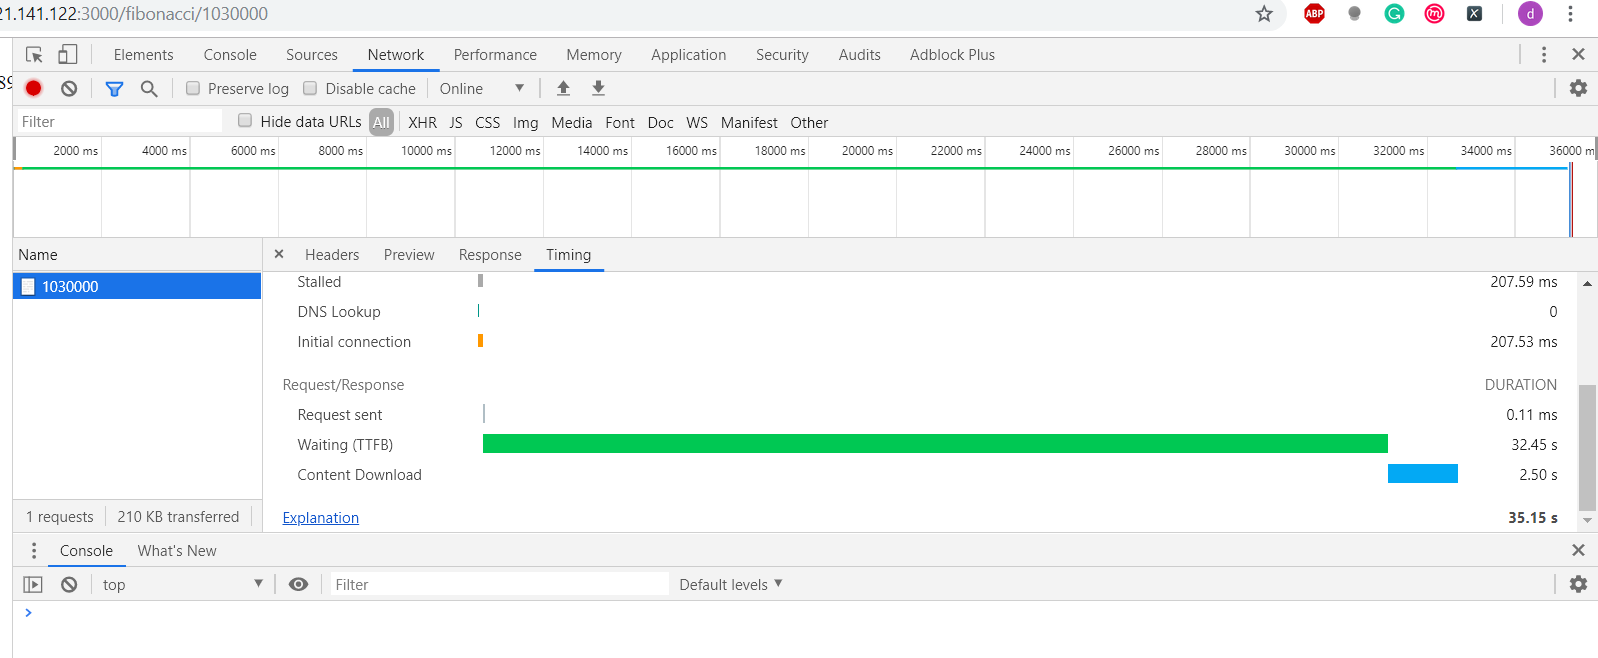 21.141.122:3000/fibonacci/1030000
ABP G m X d
Elements Console Sources Network Performance Memory Application Security Audits Adblock Plus
89
Preserve log Disable cache Online
Filter Hide data URLs All XHR JS CSS Img Media Font Doc WS Manifest Other
2000 ms 4000 ms 6000 ms 8000 ms 10000 ms 12000 ms 14000 ms 16000 ms 18000 ms 20000 ms 22000 ms 24000 ms 26000 ms 28000 ms 30000 ms 32000 ms 34000 ms 36000 m
Name × Headers Preview Response Timing
1030000
Stalled 207.59 ms
DNS Lookup 0
Initial connection 207.53 ms
Request/Response DURATION
Request sent 0.11 ms
Waiting (TTFB) 32.45 s
Content Download 2.50 s
1 requests 210 KB transferred
Explanation 35.15 s
Console What's New
top Filter Default levels
>